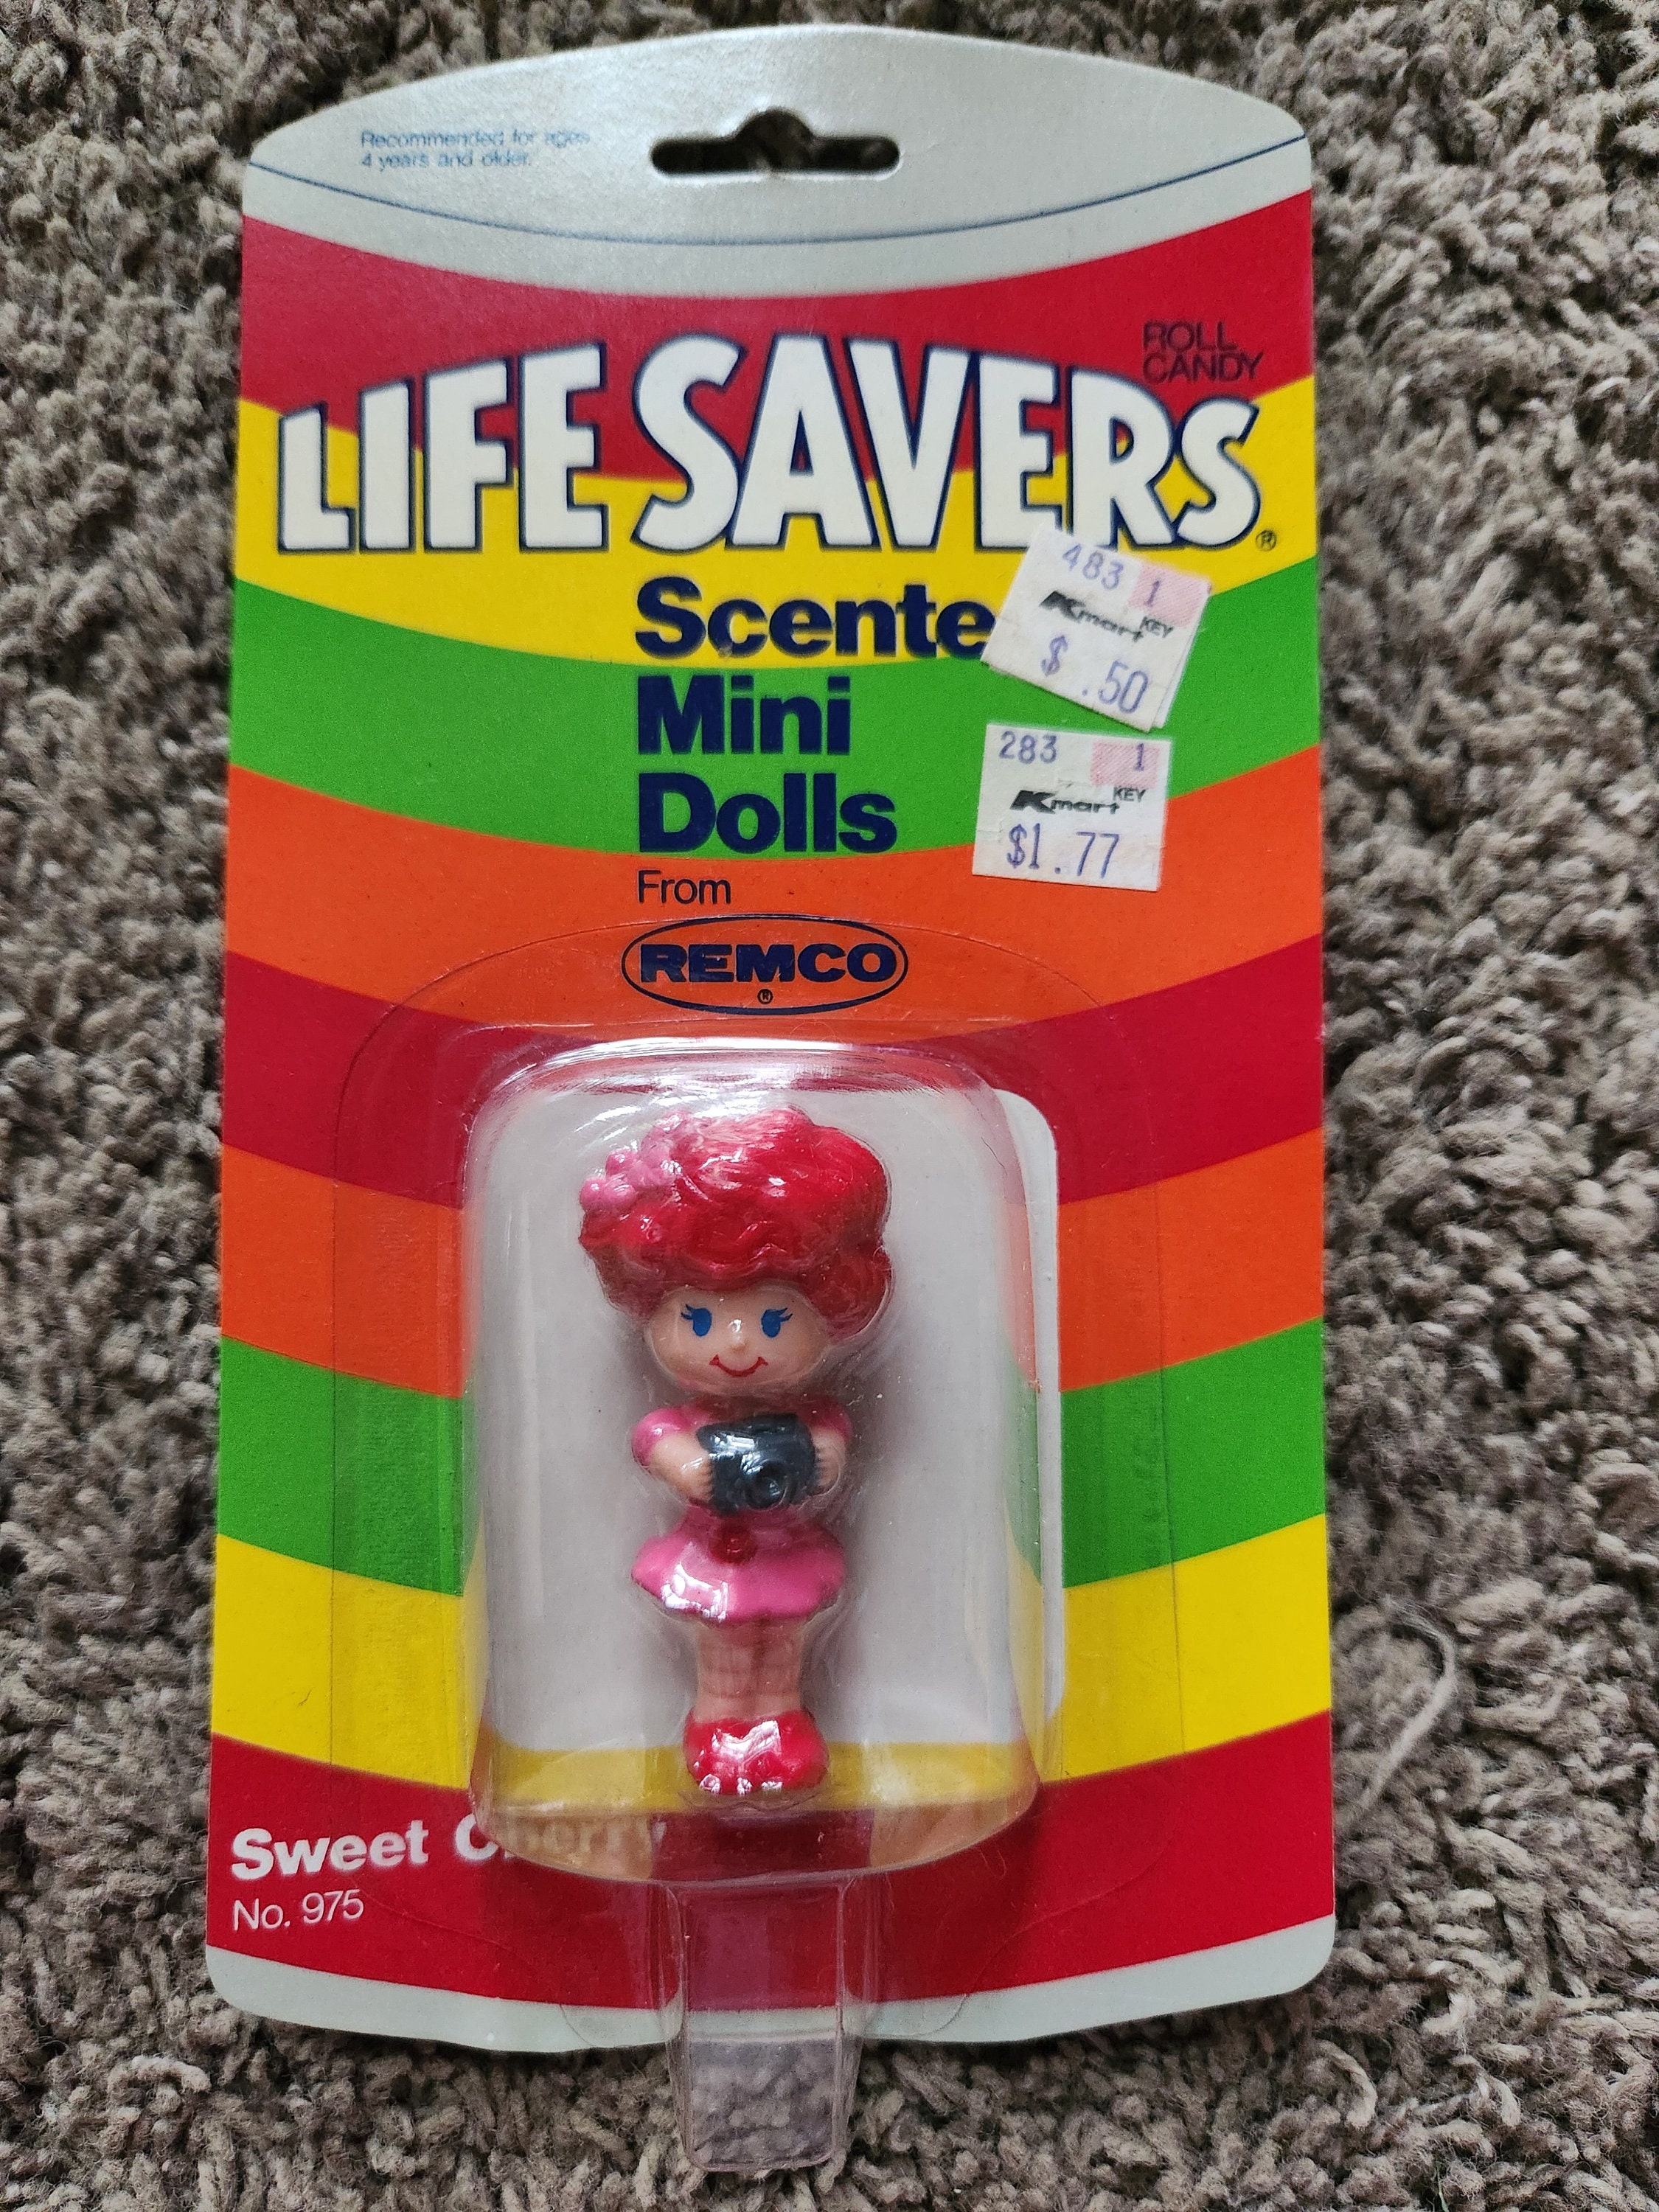 Recommended for ages
4 years and older.
ROLL
CANDY
LIFE SAVERS®
Scente
483 1
Kmart KEY
$ .50
Mini
283 1
Kmart KEY
$1.77
Dolls
From
REMCO
®
Sweet Cherry
No. 975